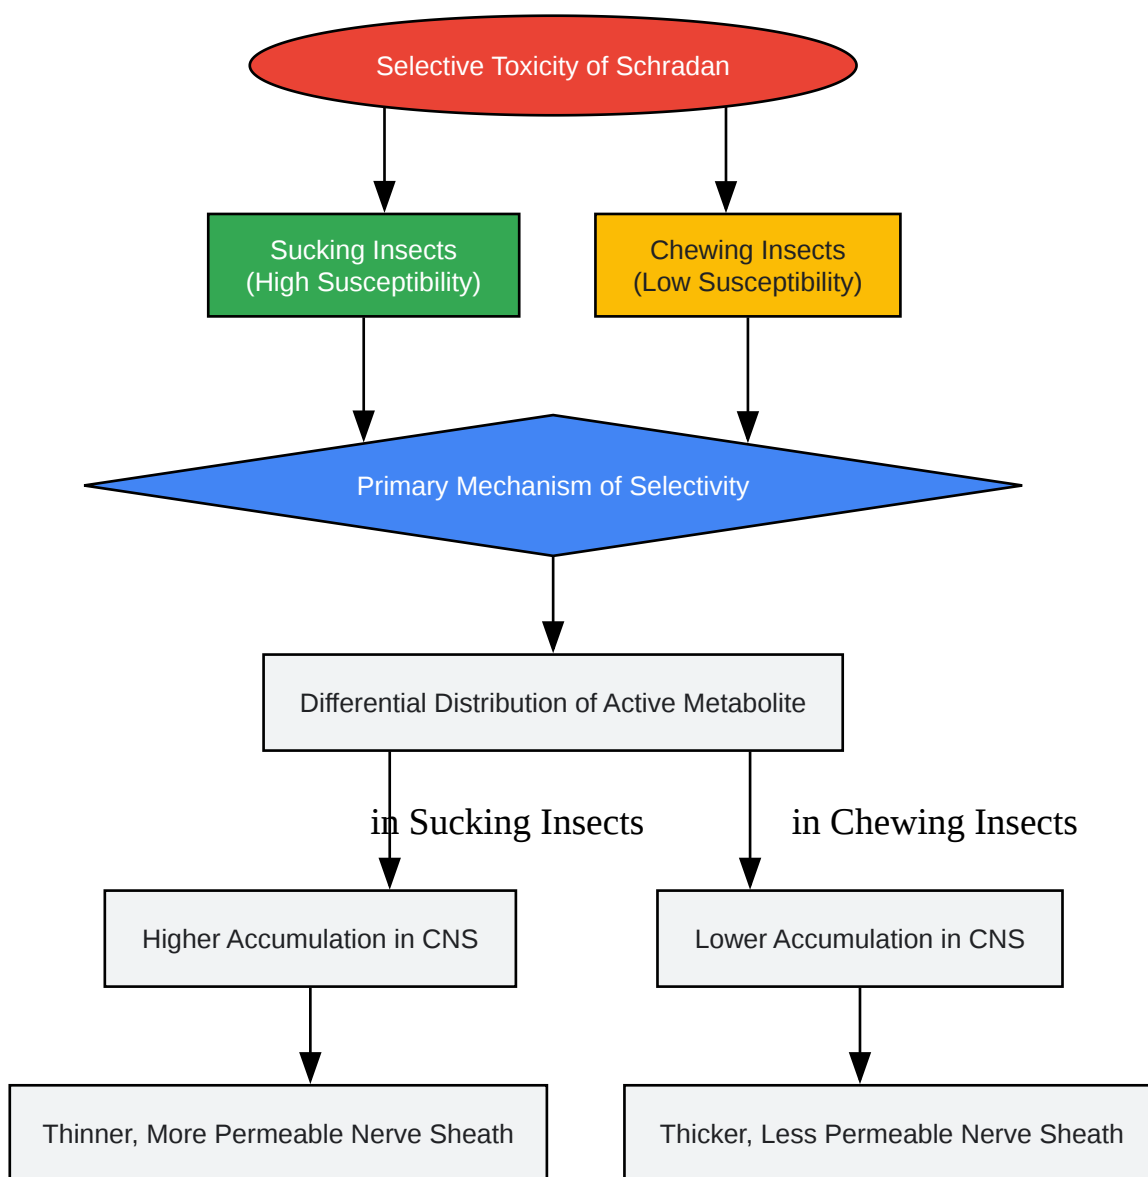 Selective Toxicity of Schradan
Sucking Insects
(High Susceptibility)
Chewing Insects
(Low Susceptibility)
Primary Mechanism of Selectivity
Differential Distribution of Active Metabolite
in Sucking Insects
in Chewing Insects
Higher Accumulation in CNS
Lower Accumulation in CNS
Thinner, More Permeable Nerve Sheath
Thicker, Less Permeable Nerve Sheath